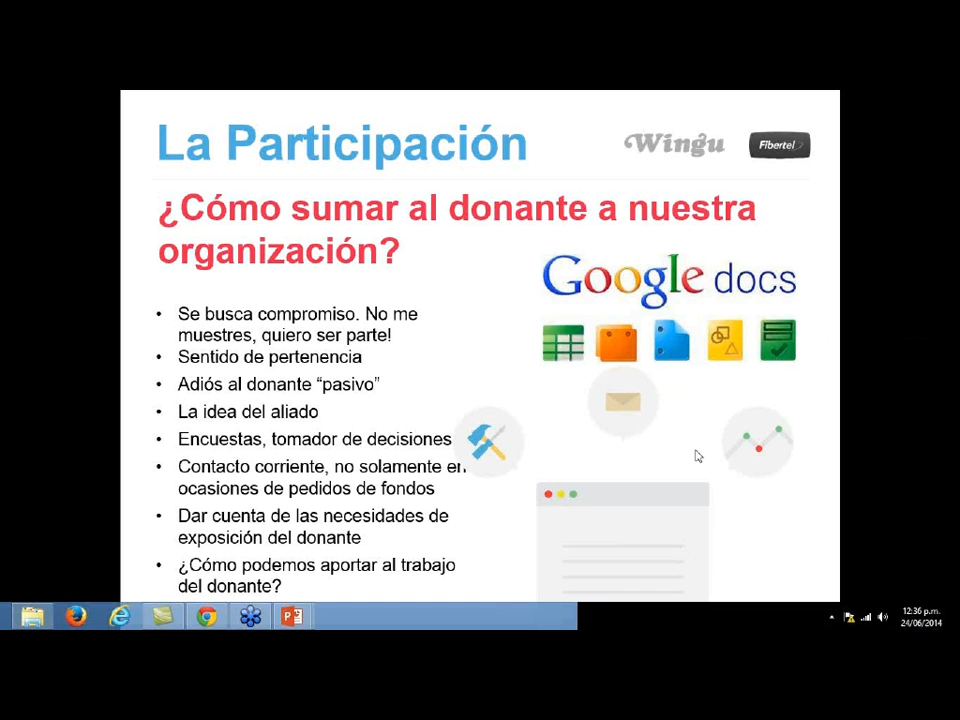 La Participación
Wingu
Fibertel
¿Cómo sumar al donante a nuestra
organización?
Google docs
• Se busca compromiso. No me
muestres, quiero ser parte!
• Sentido de pertenencia
• Adiós al donante “pasivo”
• La idea del aliado
• Encuestas, tomador de decisiones
• Contacto corriente, no solamente en
ocasiones de pedidos de fondos
• Dar cuenta de las necesidades de
exposición del donante
• ¿Cómo podemos aportar al trabajo
del donante?
12:36 p.m.
24/06/2014